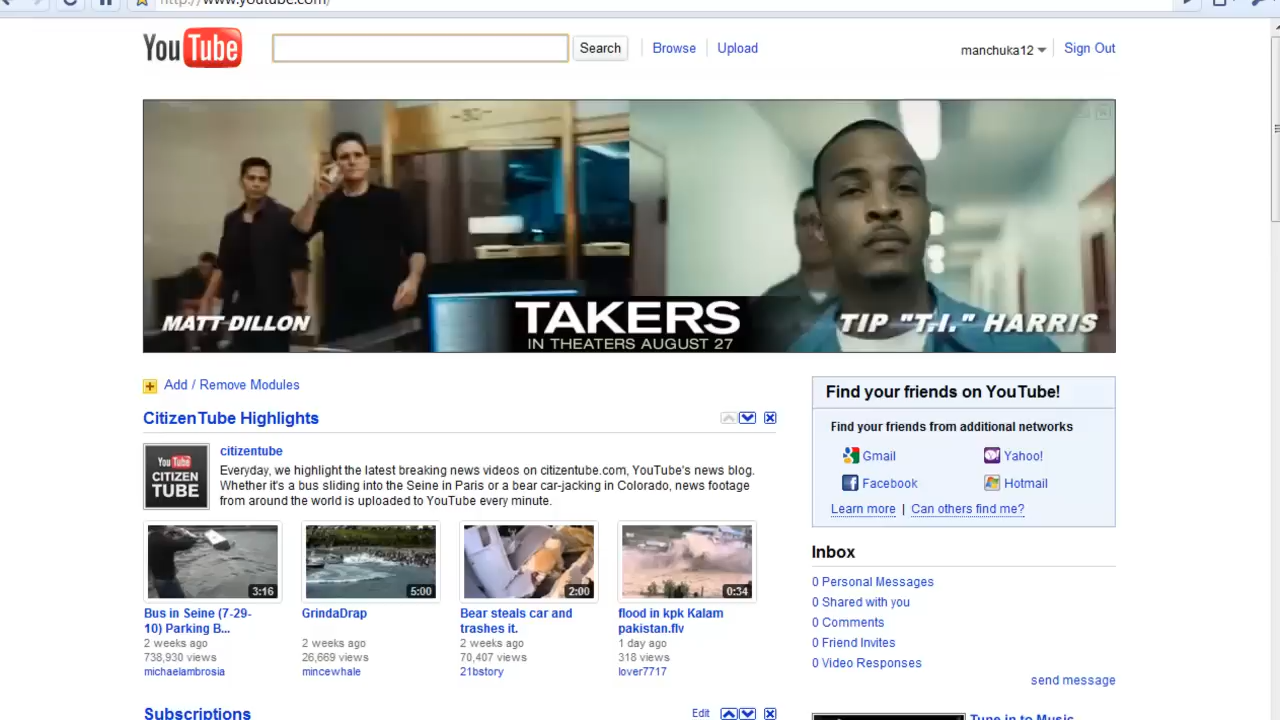 http://www.youtube.com/
YouTube
Search
Browse
Upload
manchuka12
Sign Out
MATT DILLON
TAKERS
IN THEATERS AUGUST 27
TIP "T.I." HARRIS
Add / Remove Modules
CitizenTube Highlights
You Tube
CITIZEN
TUBE
citizentube
Everyday, we highlight the latest breaking news videos on citizentube.com, YouTube's news blog.
Whether it's a bus sliding into the Seine in Paris or a bear car-jacking in Colorado, news footage
from around the world is uploaded to YouTube every minute.
3:16
5:00
2:00
0:34
Bus in Seine (7-29-
10) Parking B...
2 weeks ago
738,930 views
michaelambrosia
GrindaDrap
2 weeks ago
26,669 views
mincewhale
Bear steals car and
trashes it.
2 weeks ago
70,407 views
21bstory
flood in kpk Kalam
pakistan.flv
1 day ago
318 views
lover7717
Subscriptions
Edit
Find your friends on YouTube!
Find your friends from additional networks
Gmail
Yahoo!
Facebook
Hotmail
Learn more | Can others find me?
Inbox
0 Personal Messages
0 Shared with you
0 Comments
0 Friend Invites
0 Video Responses
send message
Tune in to Music